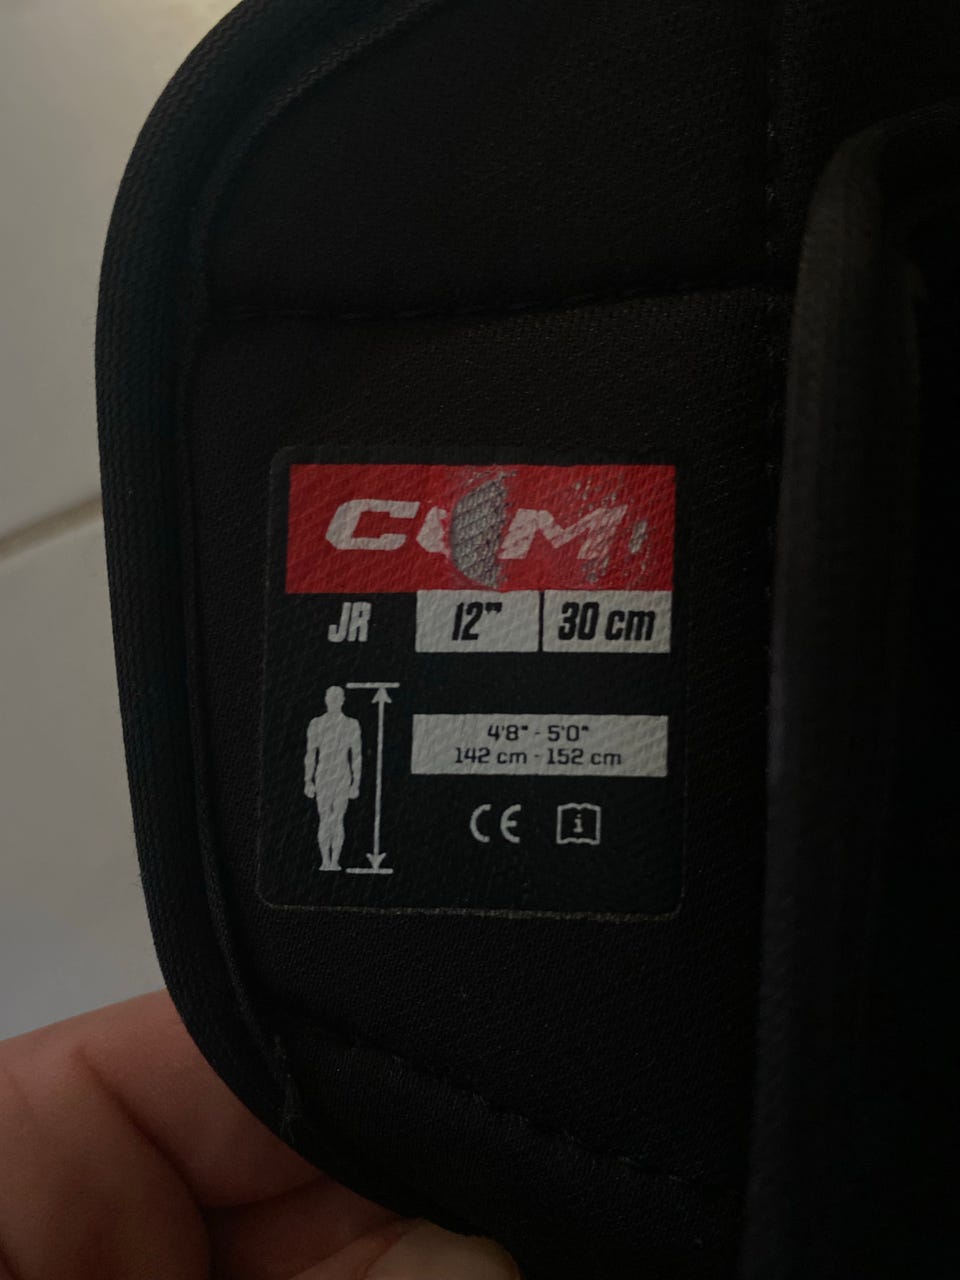 CCM
JR 12" 30 cm
4'8" - 5'0"
142 cm - 152 cm
CE i